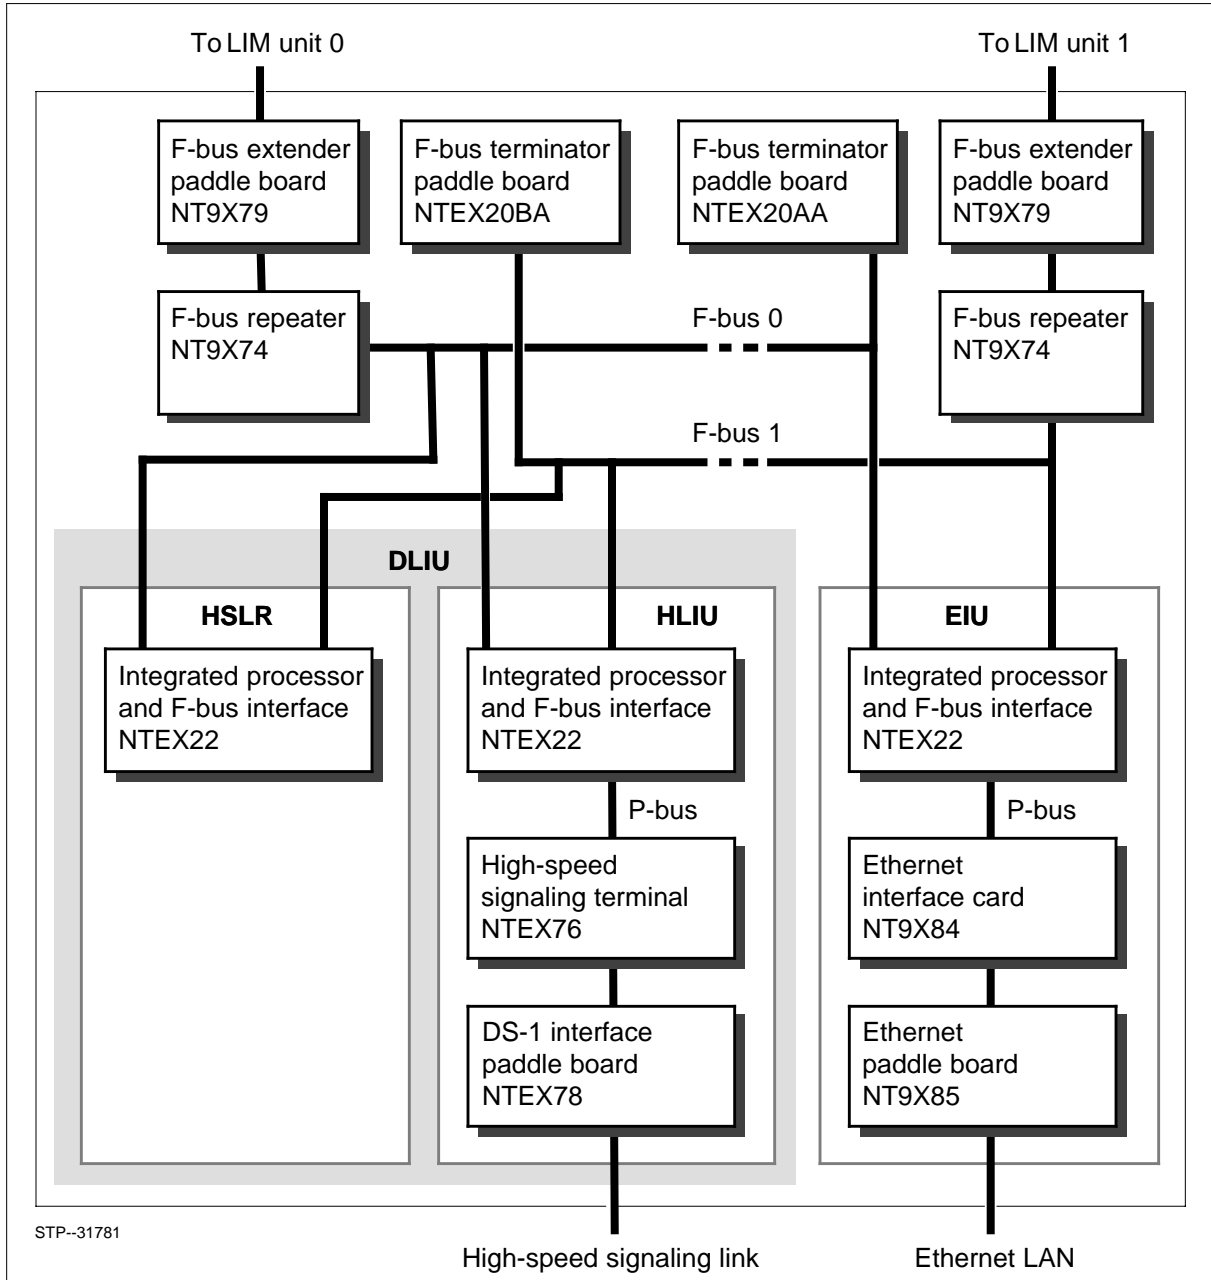 To LIM unit 0
To LIM unit 1
F-bus extender
paddle board
NT9X79
F-bus terminator
paddle board
NTEX20BA
F-bus terminator
paddle board
NTEX20AA
F-bus extender
paddle board
NT9X79
F-bus repeater
NT9X74
F-bus 0
F-bus repeater
NT9X74
F-bus 1
DLIU
HSLR
HLIU
EIU
Integrated processor
and F-bus interface
NTEX22
Integrated processor
and F-bus interface
NTEX22
Integrated processor
and F-bus interface
NTEX22
P-bus
P-bus
High-speed
signaling terminal
NTEX76
Ethernet
interface card
NT9X84
DS-1 interface
paddle board
NTEX78
Ethernet
paddle board
NT9X85
STP--31781
High-speed signaling link
Ethernet LAN